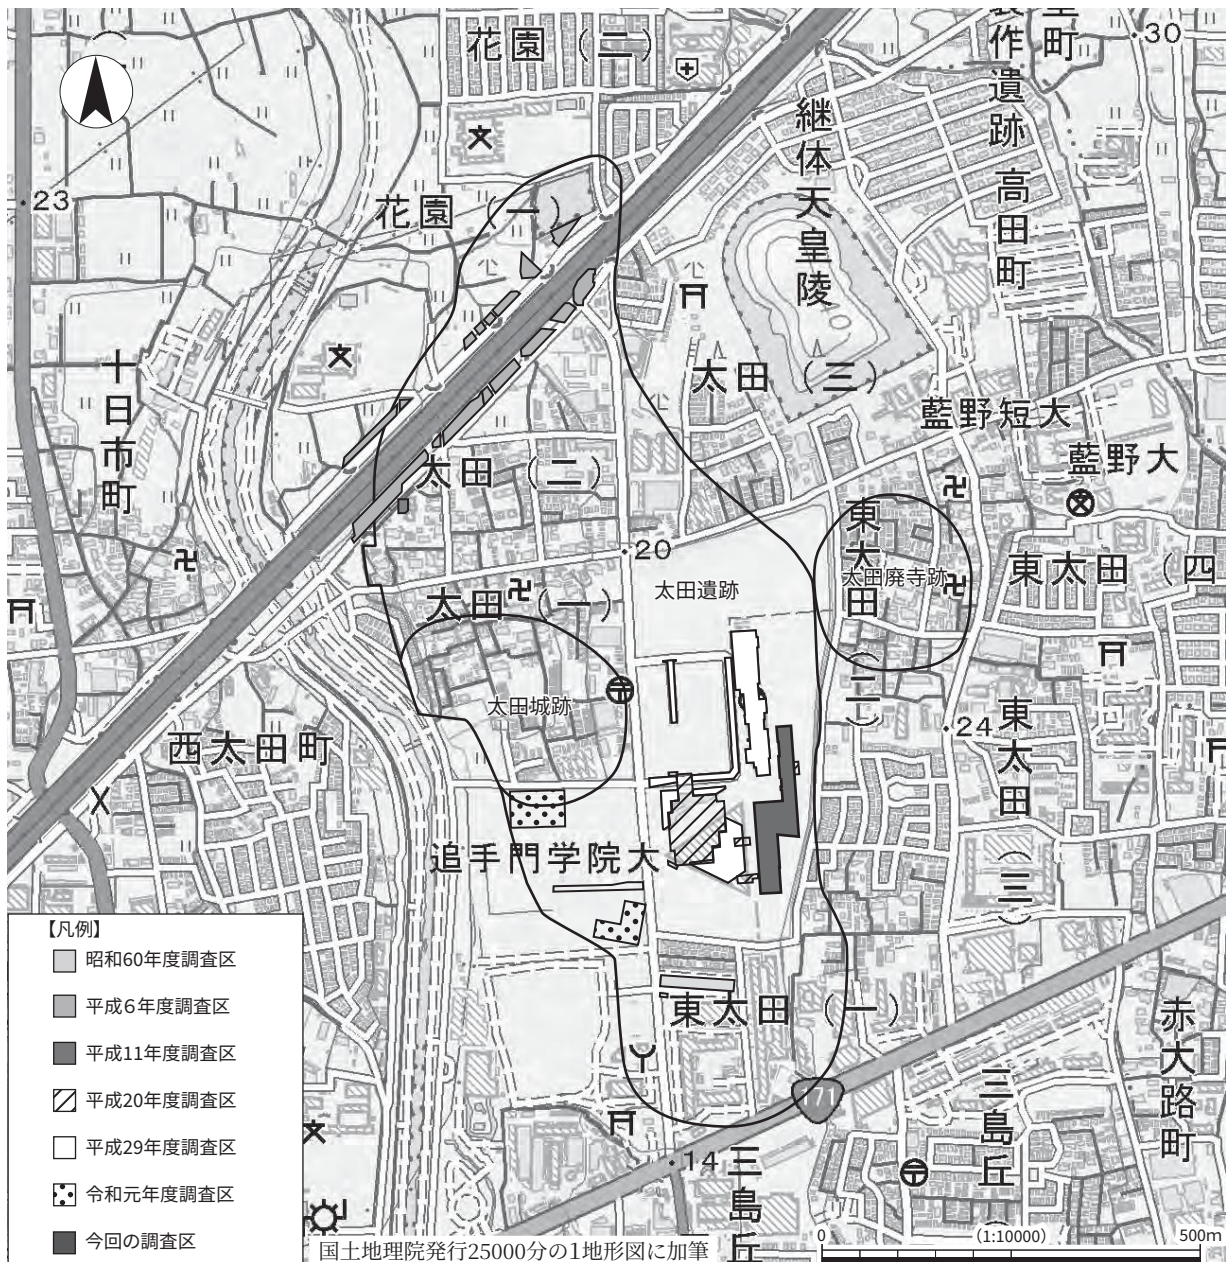 花園（二）
製作遺跡
町
30
継体天皇陵
高田町
23
花園（一）
太田（三）
十日市町
藍野短大
藍野大
太田（二）
東太田（二）
20
太田遺跡
太田廃寺跡
東太田（四
太田（一）
太田城跡
24
東太田（三）
西太田町
追手門学院大
東太田（一）
赤大路町
171
三島丘
14
三島丘
【凡例】
昭和60年度調査区
平成６年度調査区
平成11年度調査区
平成20年度調査区
平成29年度調査区
令和元年度調査区
今回の調査区
国土地理院発行25000分の1地形図に加筆
0 (1:10000) 500m